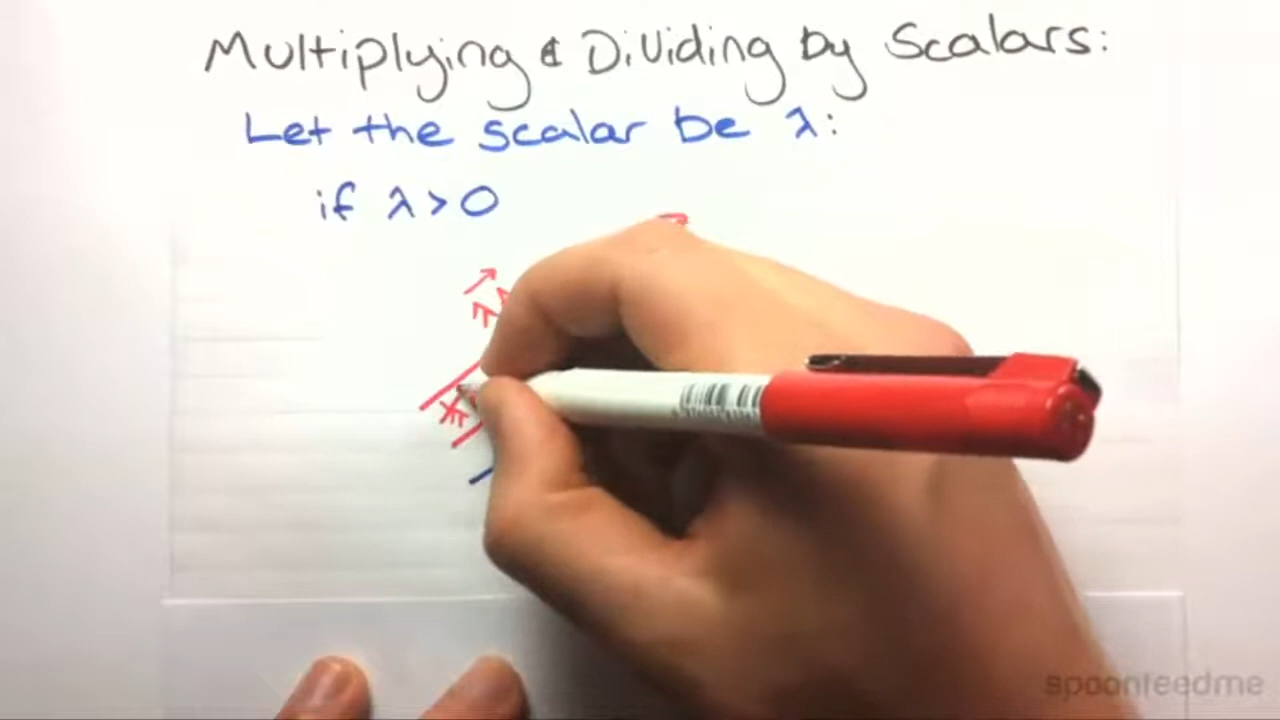 Multiplying & Dividing by Scalars:
Let the scalar be λ:
if λ > 0
spoonfeedme